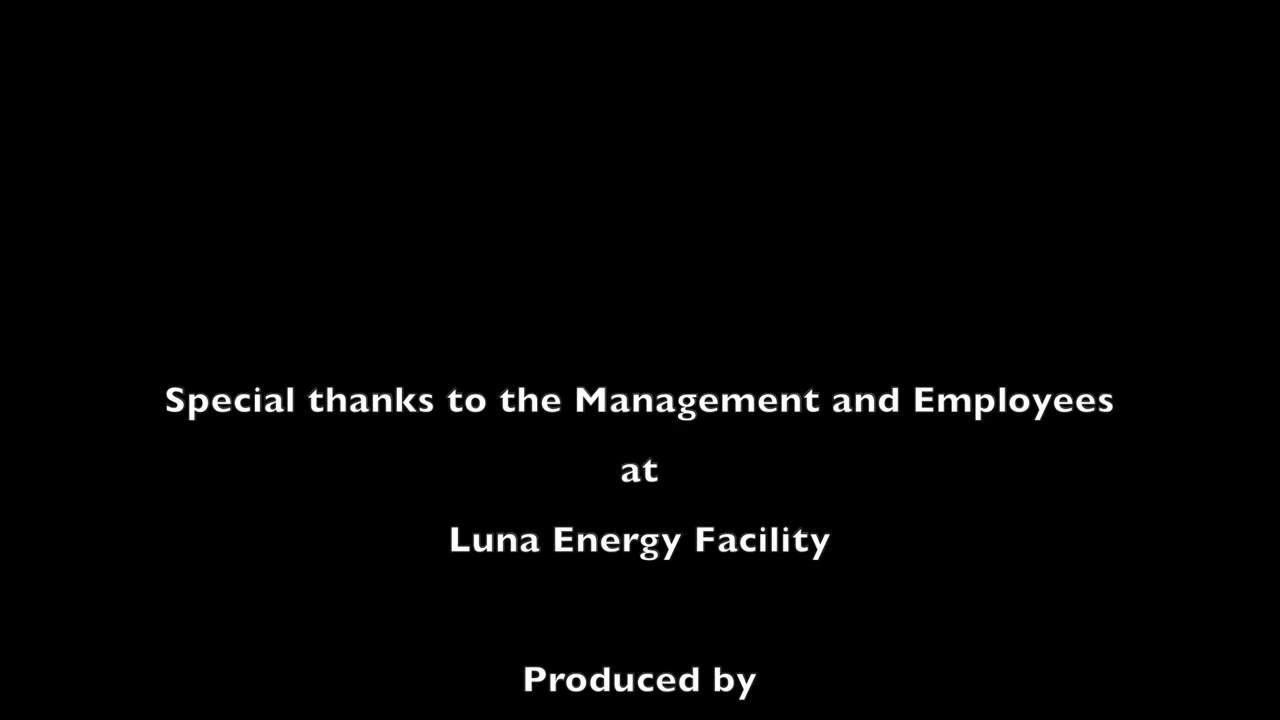 Special thanks to the Management and Employees
at
Luna Energy Facility
Produced by